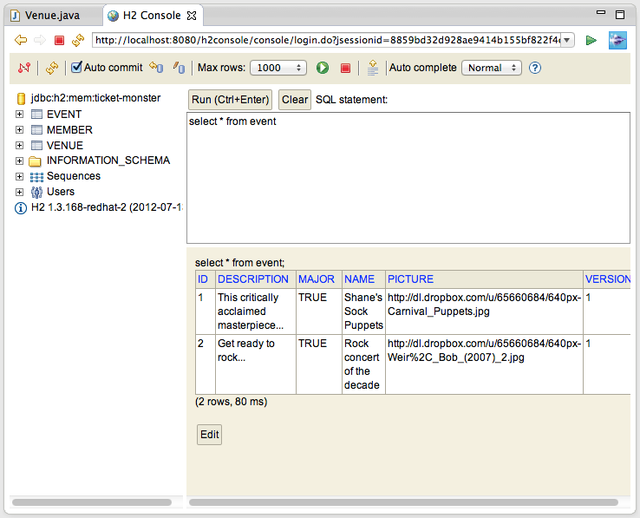 Venue.java
H2 Console
http://localhost:8080/h2console/console/login.do?jsessionid=8859bd32d928ae9414b155bf822f4
Auto commit
Max rows:
1000
Auto complete
Normal
jdbc:h2:mem:ticket-monster
EVENT
MEMBER
VENUE
INFORMATION_SCHEMA
Sequences
Users
H2 1.3.168-redhat-2 (2012-07-1
Run (Ctrl+Enter)
Clear
SQL statement:
select * from event
select * from event;
ID DESCRIPTION MAJOR NAME PICTURE VERSION
1 This critically TRUE Shane's http://dl.dropbox.com/u/65660684/640px- 1
acclaimed Sock Carnival_Puppets.jpg
masterpiece... Puppets
2 Get ready to TRUE Rock http://dl.dropbox.com/u/65660684/640px- 1
rock... concert Weir%2C_Bob_(2007)_2.jpg
of the
decade
(2 rows, 80 ms)
Edit